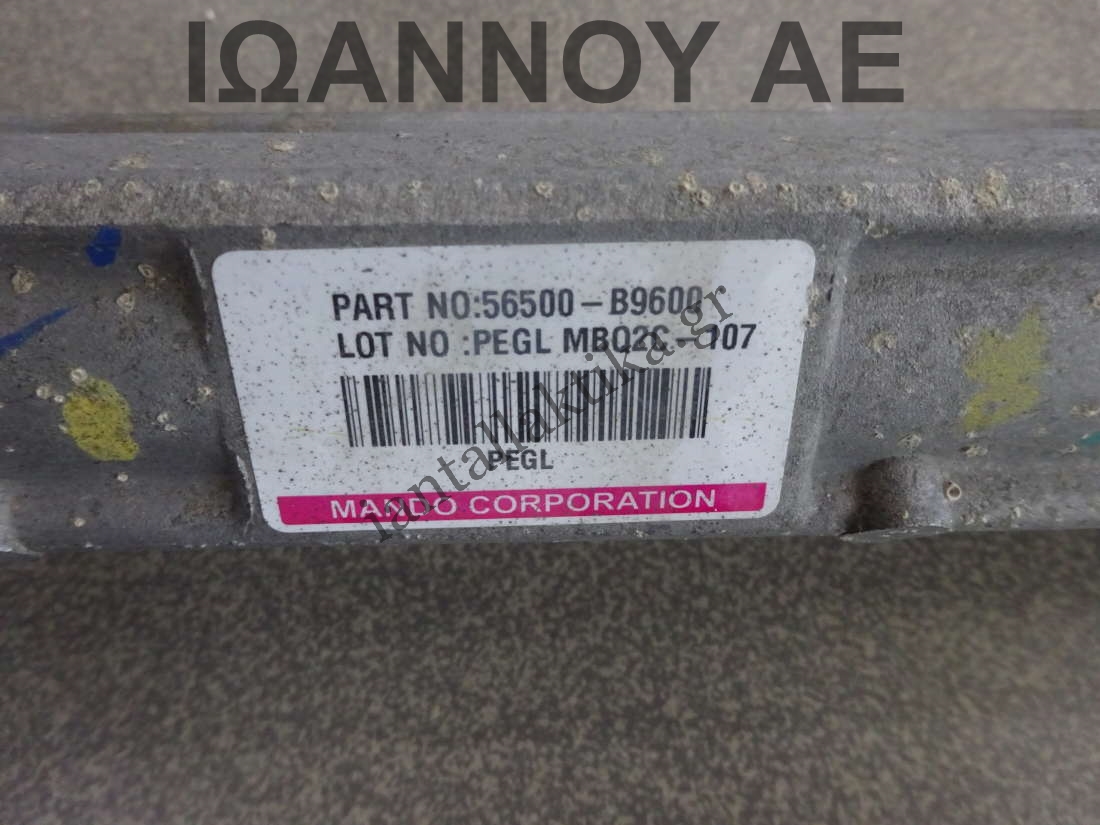 ΙΩΑΝΝΟΥ ΑΕ
PART NO:56500-B9600
LOT NO :PEGL MBQ2C-107
PEGL
MANDO CORPORATION
iantallaktika.gr